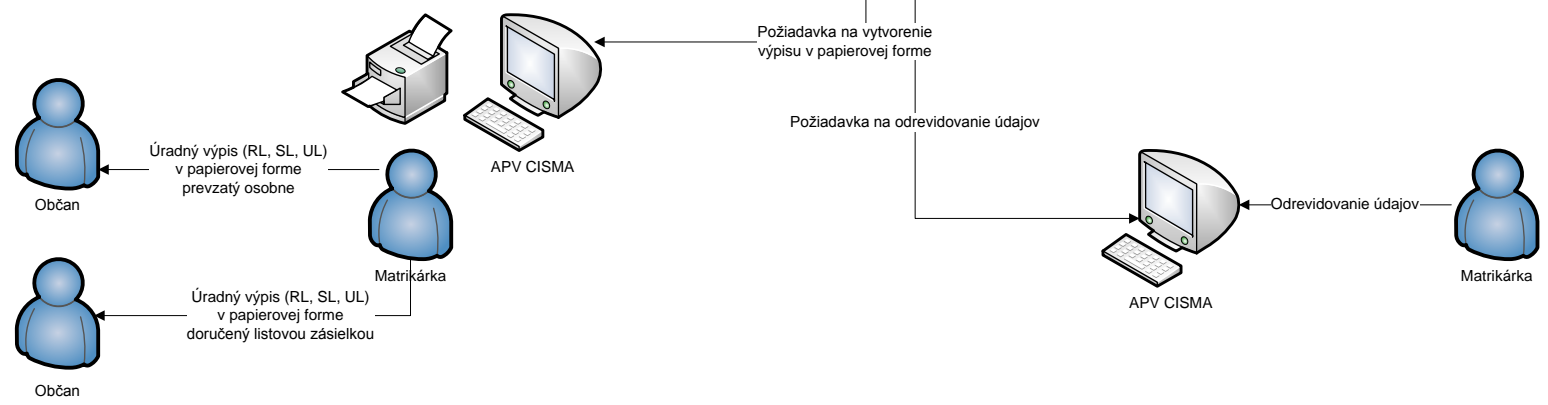 Požiadavka na vytvorenie
výpisu v papierovej forme
Požiadavka na odrevidovanie údajov
APV CISMA
Úradný výpis (RL, SL, UL)
v papierovej forme
prevzatý osobne
Občan
Matrikárka
Úradný výpis (RL, SL, UL)
v papierovej forme
doručený listovou zásielkou
Občan
Odrevidovanie údajov
APV CISMA
Matrikárka